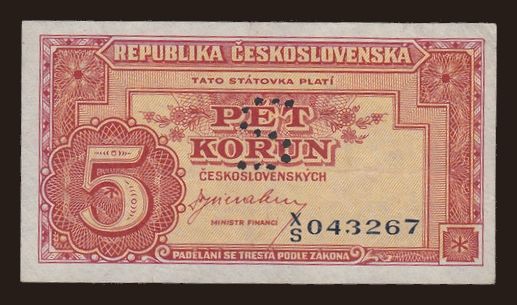 REPUBLIKA ČESKOSLOVENSKÁ
TATO STÁTOVKA PLATÍ
PĚT
KORUN
ČESKOSLOVENSKÝCH
MINISTR FINANCÍ
5
X/S 043267
PADĚLÁNÍ SE TRESTÁ PODLE ZÁKONA